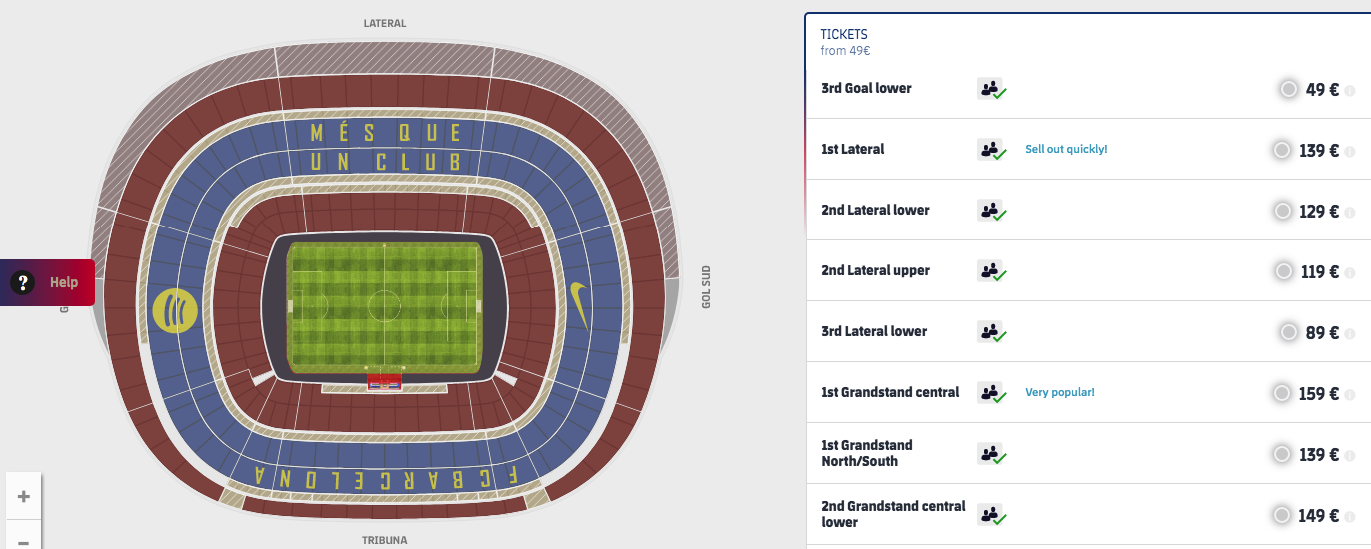 LATERAL
MÉS QUE
UN CLUB
GOL SUD
? Help
G
FC BARCELONA
TRIBUNA
+
−
TICKETS
from 49€
3rd Goal lower 49 €
1st Lateral Sell out quickly! 139 €
2nd Lateral lower 129 €
2nd Lateral upper 119 €
3rd Lateral lower 89 €
1st Grandstand central Very popular! 159 €
1st Grandstand
North/South 139 €
2nd Grandstand central
lower 149 €